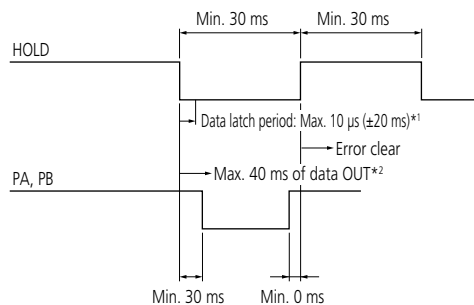 Min. 30 ms Min. 30 ms
HOLD
Data latch period: Max. 10 μs (±20 ms)*1
Error clear
Max. 40 ms of data OUT*2
PA, PB
Min. 30 ms Min. 0 ms